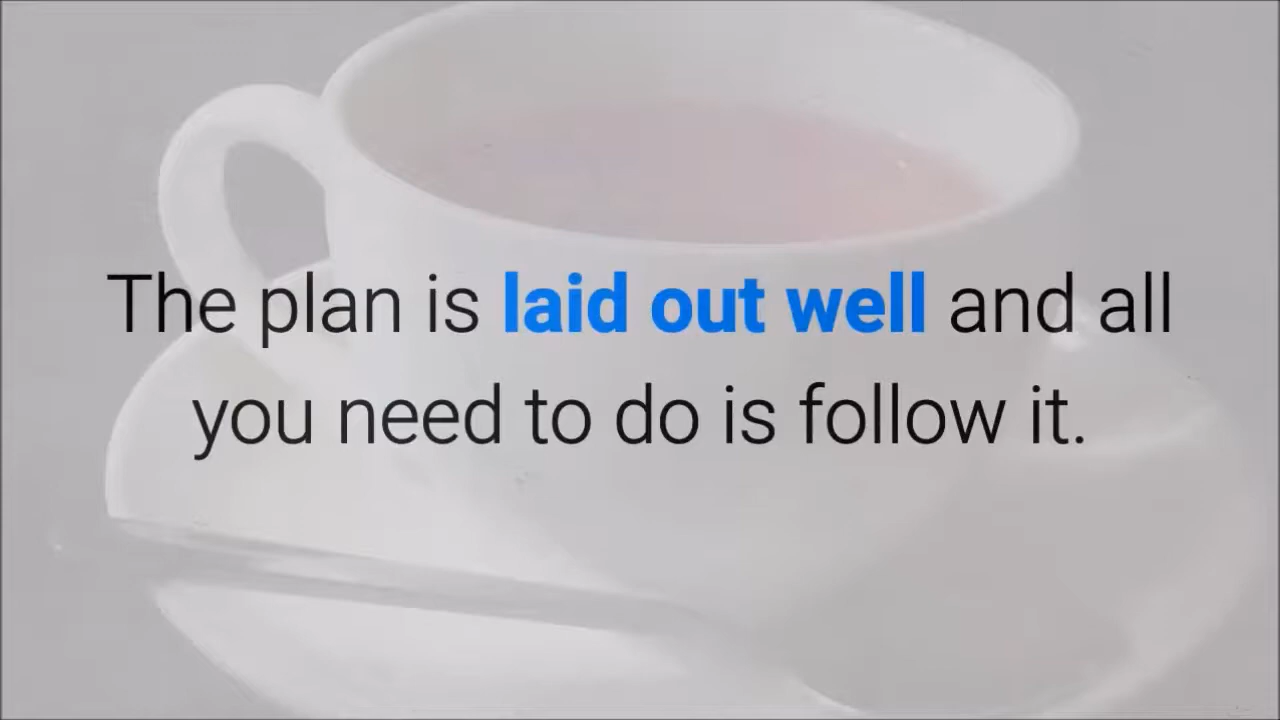 The plan is laid out well and all
you need to do is follow it.